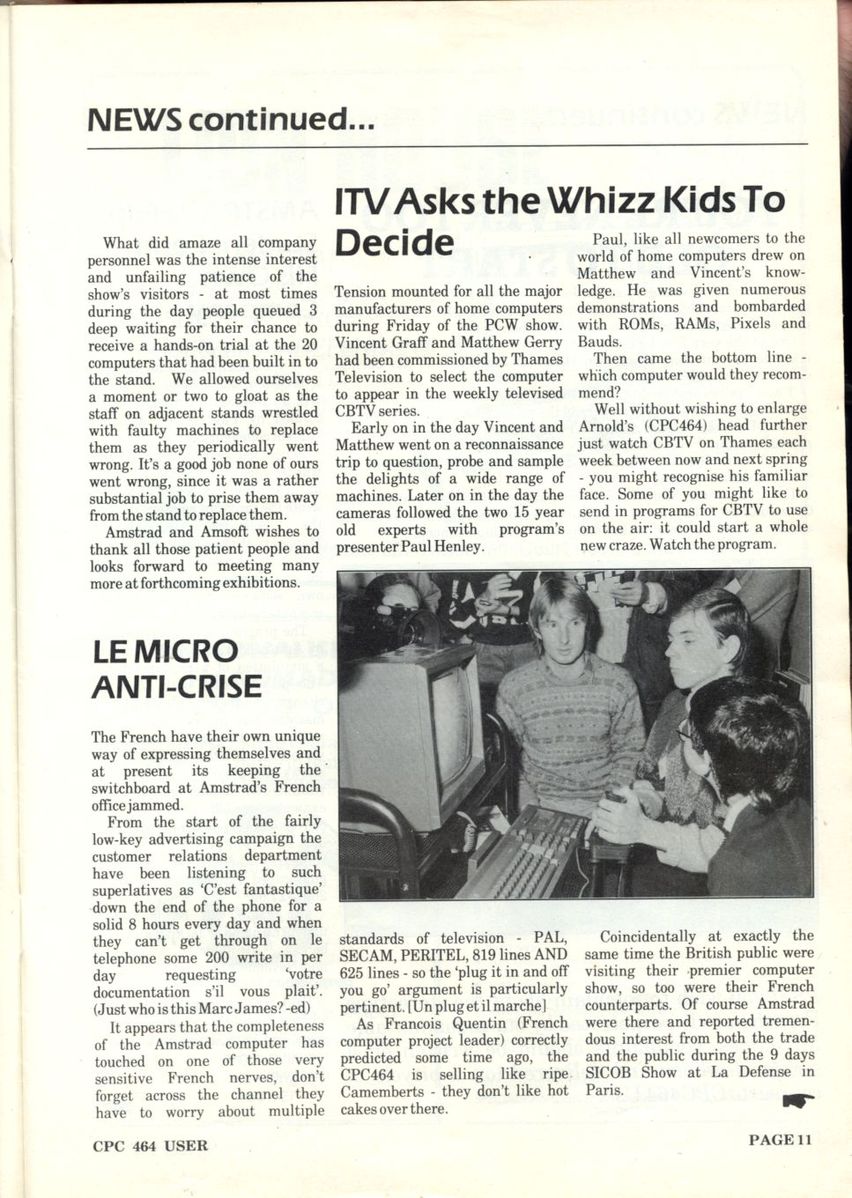 NEWS continued...
What did amaze all company
personnel was the intense interest
and unfailing patience of the
show's visitors - at most times
during the day people queued 3
deep waiting for their chance to
receive a hands-on trial at the 20
computers that had been built in to
the stand. We allowed ourselves
a moment or two to gloat as the
staff on adjacent stands wrestled
with faulty machines to replace
them as they periodically went
wrong. It's a good job none of ours
went wrong, since it was a rather
substantial job to prise them away
from the stand to replace them.
Amstrad and Amsoft wishes to
thank all those patient people and
looks forward to meeting many
more at forthcoming exhibitions.
ITV Asks the Whizz Kids To
Decide
Tension mounted for all the major
manufacturers of home computers
during Friday of the PCW show.
Vincent Graff and Matthew Gerry
had been commissioned by Thames
Television to select the computer
to appear in the weekly televised
CBTV series.
Early on in the day Vincent and
Matthew went on a reconnaissance
trip to question, probe and sample
the delights of a wide range of
machines. Later on in the day the
cameras followed the two 15 year
old experts with program's
presenter Paul Henley.
Paul, like all newcomers to the
world of home computers drew on
Matthew and Vincent's know-
ledge. He was given numerous
demonstrations and bombarded
with ROMs, RAMs, Pixels and
Bauds.
Then came the bottom line -
which computer would they recom-
mend?
Well without wishing to enlarge
Arnold's (CPC464) head further
just watch CBTV on Thames each
week between now and next spring
- you might recognise his familiar
face. Some of you might like to
send in programs for CBTV to use
on the air: it could start a whole
new craze. Watch the program.
LE MICRO
ANTI-CRISE
The French have their own unique
way of expressing themselves and
at present its keeping the
switchboard at Amstrad's French
office jammed.
From the start of the fairly
low-key advertising campaign the
customer relations department
have been listening to such
superlatives as 'C'est fantastique'
down the end of the phone for a
solid 8 hours every day and when
they can't get through on le
telephone some 200 write in per
day requesting 'votre
documentation s'il vous plait'.
(Just who is this Marc James? -ed)
It appears that the completeness
of the Amstrad computer has
touched on one of those very
sensitive French nerves, don't
forget across the channel they
have to worry about multiple
standards of television - PAL,
SECAM, PERITEL, 819 lines AND
625 lines - so the 'plug it in and off
you go' argument is particularly
pertinent. [Un plug et il marche]
As Francois Quentin (French
computer project leader) correctly
predicted some time ago, the
CPC464 is selling like ripe
Camemberts - they don't like hot
cakes over there.
Coincidentally at exactly the
same time the British public were
visiting their premier computer
show, so too were their French
counterparts. Of course Amstrad
were there and reported tremen-
dous interest from both the trade
and the public during the 9 days
SICOB Show at La Defense in
Paris.
CPC 464 USER
PAGE 11